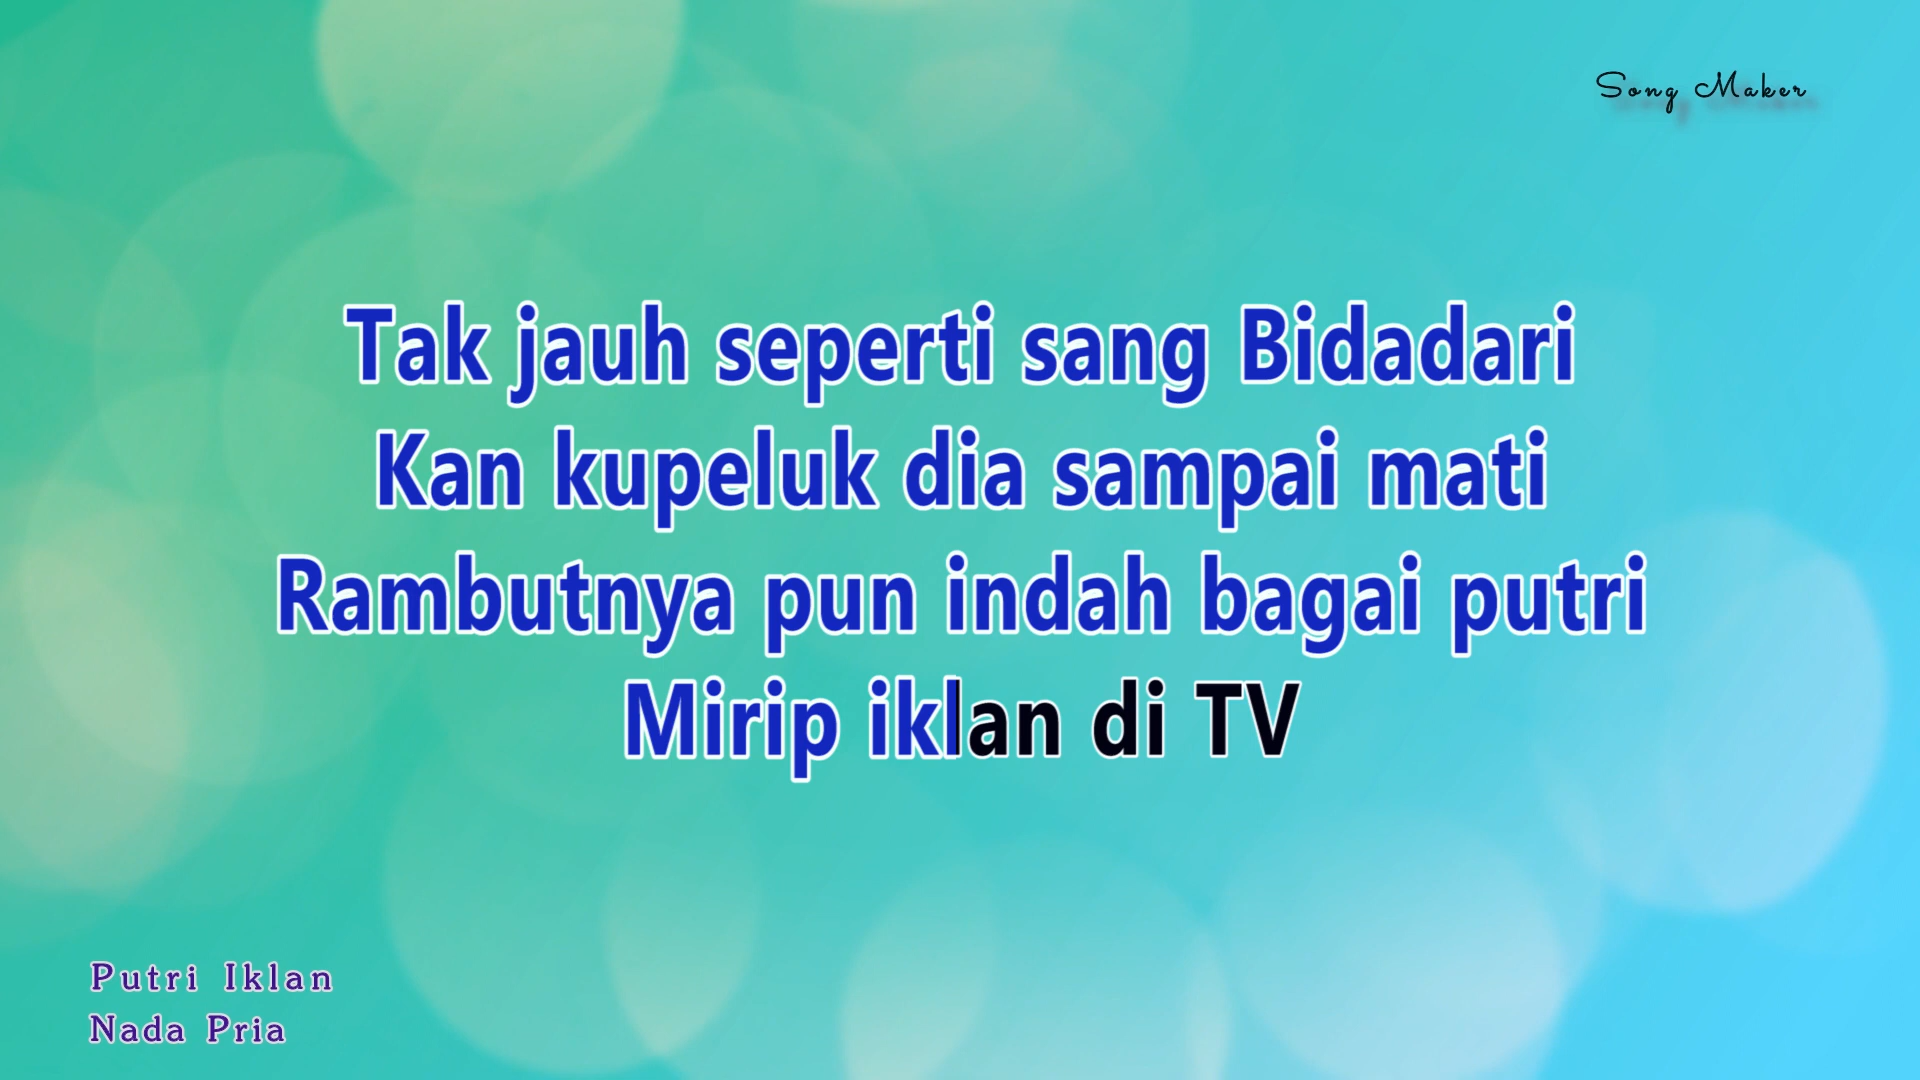 Song Maker
Tak jauh seperti sang Bidadari
Kan kupeluk dia sampai mati
Rambutnya pun indah bagai putri
Mirip iklan di TV
Putri Iklan
Nada Pria